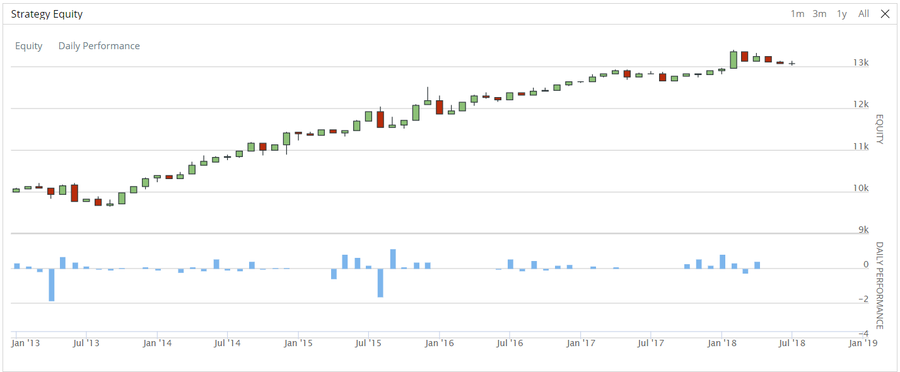 Strategy Equity 1m 3m 1y All
Equity Daily Performance
13k
12k
11k
10k
9k
EQUITY
0
−2
−4
DAILY PERFORMANCE
Jan '13 Jul '13 Jan '14 Jul '14 Jan '15 Jul '15 Jan '16 Jul '16 Jan '17 Jul '17 Jan '18 Jul '18 Jan '19